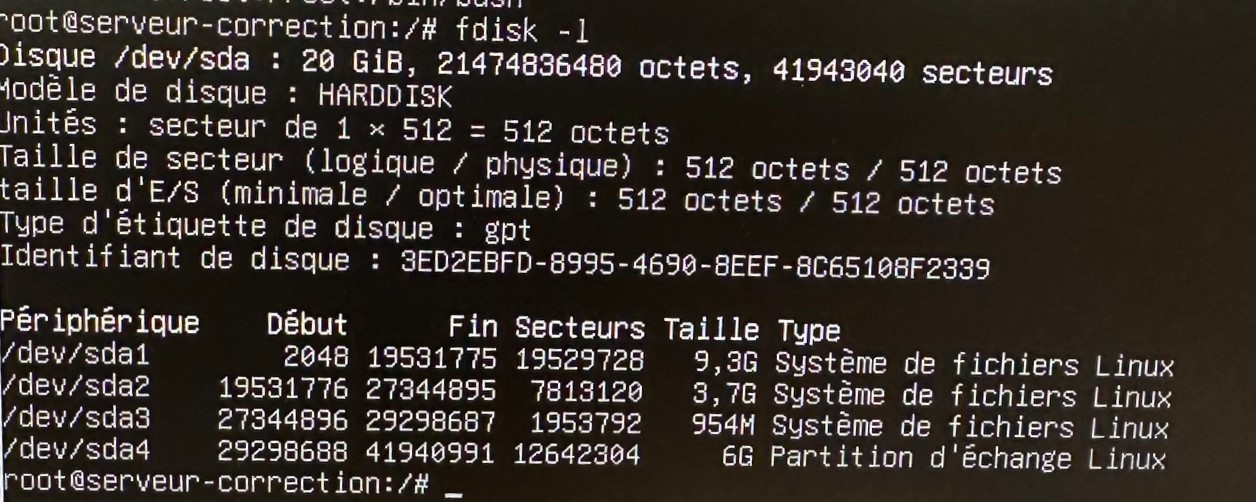 root@serveur-correction:/# fdisk -l
Disque /dev/sda : 20 GiB, 21474836480 octets, 41943040 secteurs
Modèle de disque : HARDDISK
Unités : secteur de 1 × 512 = 512 octets
Taille de secteur (logique / physique) : 512 octets / 512 octets
taille d'E/S (minimale / optimale) : 512 octets / 512 octets
Type d'étiquette de disque : gpt
Identifiant de disque : 3ED2EBFD-8995-4690-8EEF-8C65108F2339
Périphérique Début Fin Secteurs Taille Type
/dev/sda1 2048 19531775 19529728 9,3G Système de fichiers Linux
/dev/sda2 19531776 27344895 7813120 3,7G Système de fichiers Linux
/dev/sda3 27344896 29298687 1953792 954M Système de fichiers Linux
/dev/sda4 29298688 41940991 12642304 6G Partition d'échange Linux
root@serveur-correction:/# _